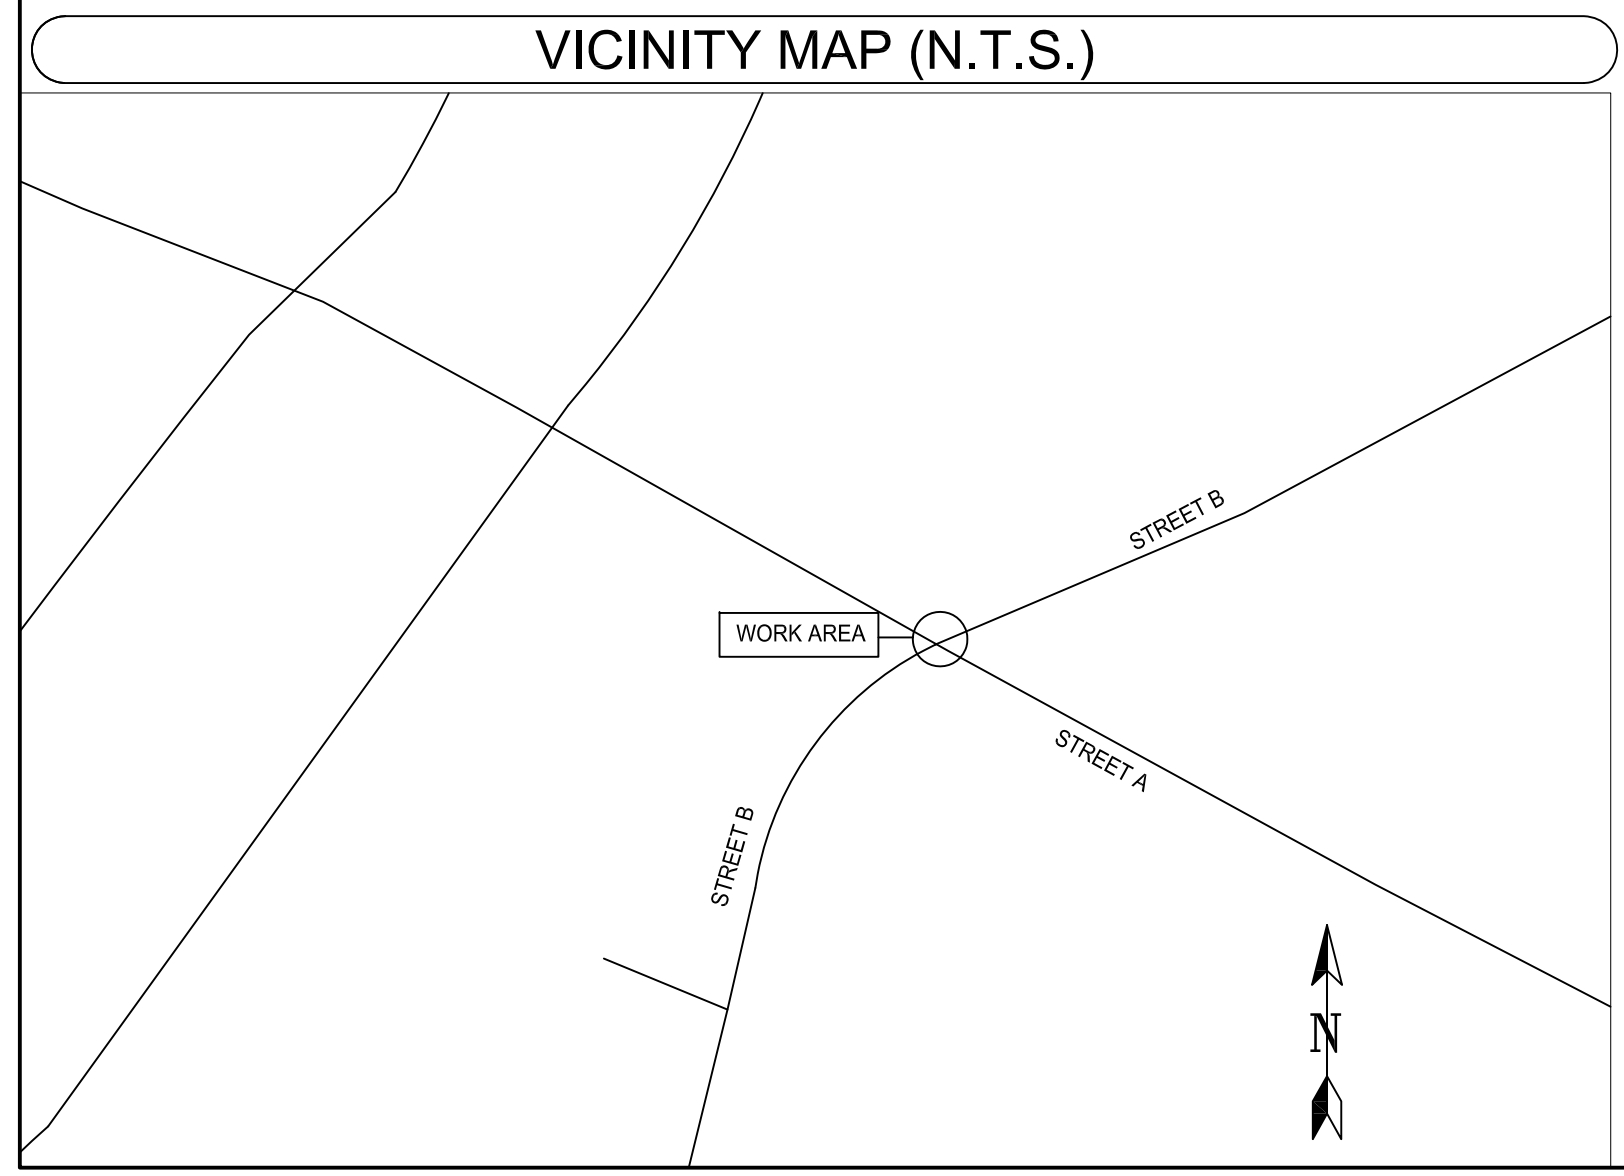 VICINITY MAP (N.T.S.)
STREET B
WORK AREA
STREET A
STREET B
N